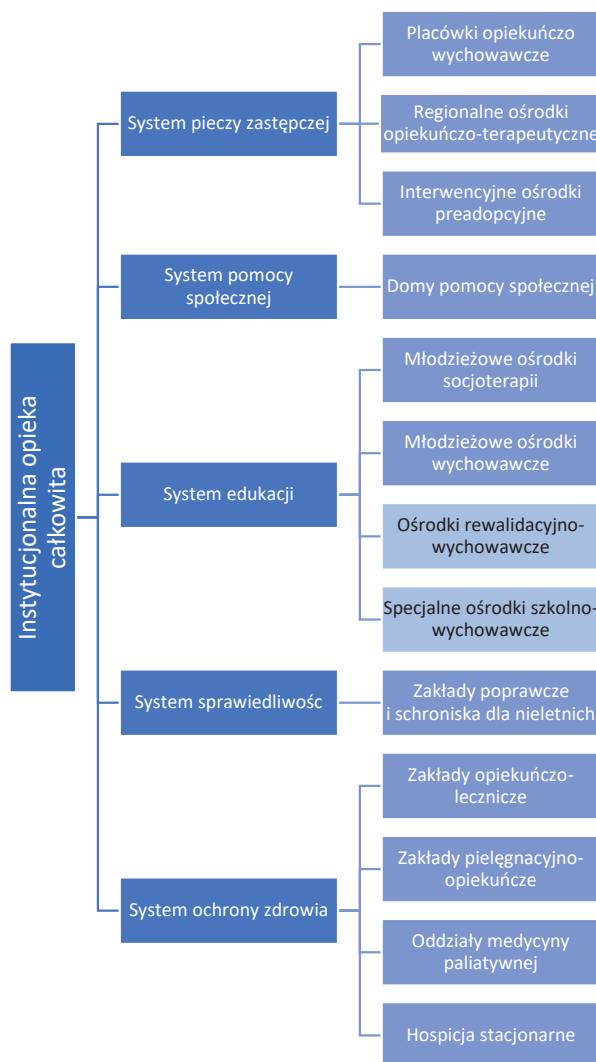 Instytucjonalna opieka
całkowita
System pieczy zastępczej
Placówki opiekuńczo
wychowawcze
Regionalne ośrodki
opiekuńczo-terapeutyczne
Interwencyjne ośrodki
preadopcyjne
System pomocy
społecznej
Domy pomocy społecznej
System edukacji
Młodzieżowe ośrodki
socjoterapii
Młodzieżowe ośrodki
wychowawcze
Ośrodki rewalidacyjno-
wychowawcze
Specjalne ośrodki szkolno-
wychowawcze
System sprawiedliwośc
Zakłady poprawcze
i schroniska dla nieletnich
System ochrony zdrowia
Zakłady opiekuńczo-
lecznicze
Zakłady pielęgnacyjno-
opiekuńcze
Oddziały medycyny
paliatywnej
Hospicja stacjonarne